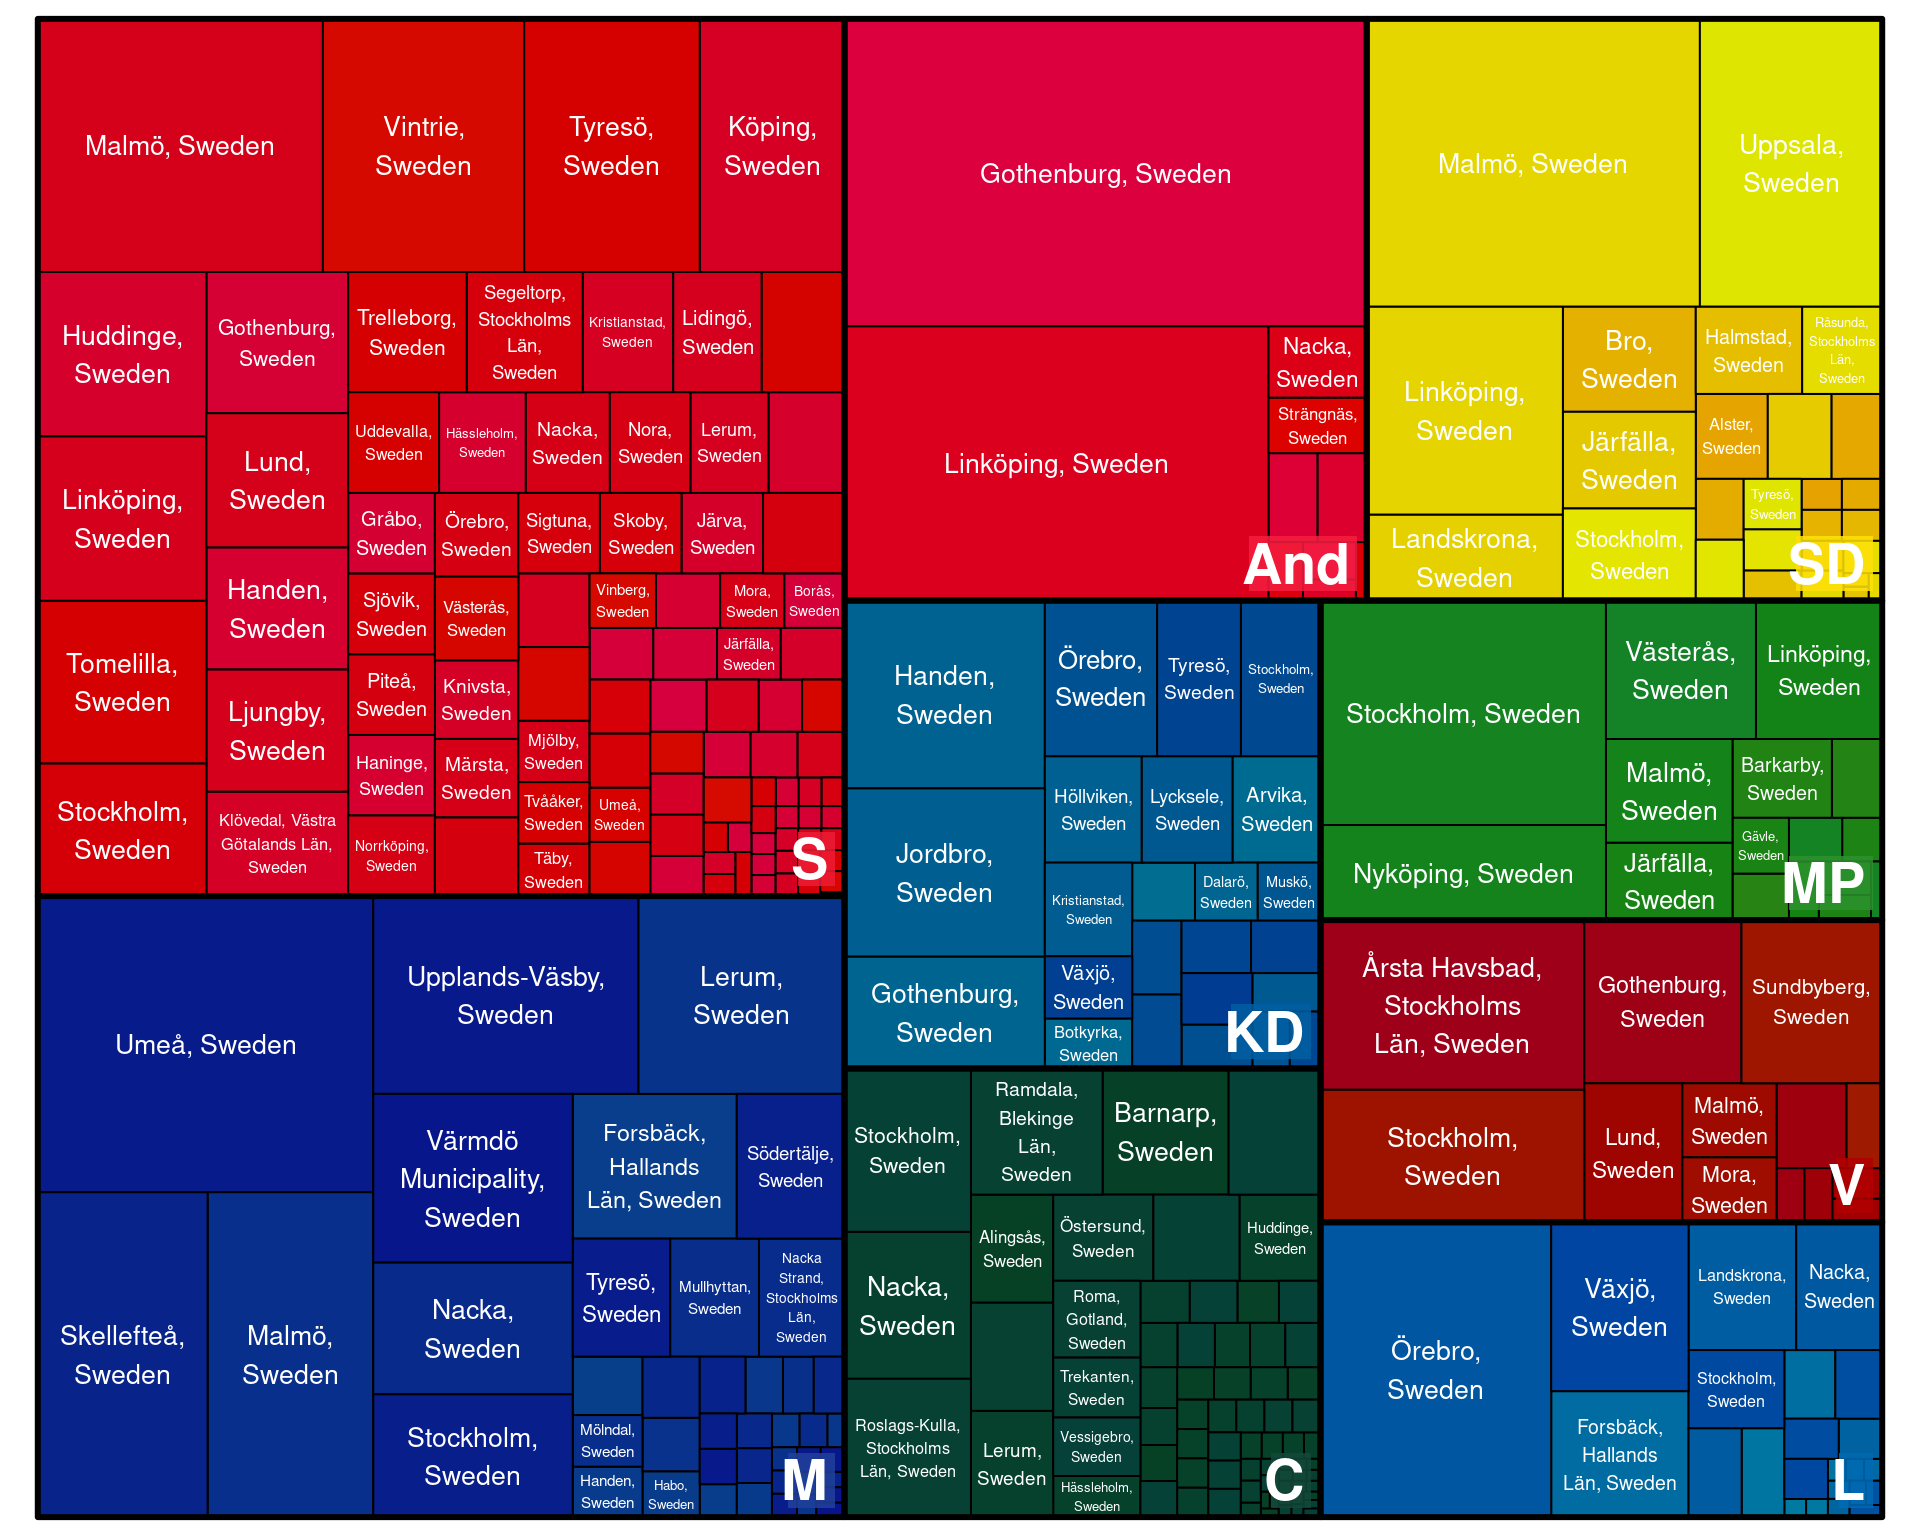 Malmö, Sweden
Vintrie,
Sweden
Tyresö,
Sweden
Köping,
Sweden
Huddinge,
Sweden
Gothenburg,
Sweden
Trelleborg,
Sweden
Segeltorp,
Stockholms
Län,
Sweden
Kristianstad,
Sweden
Lidingö,
Sweden
Linköping,
Sweden
Lund,
Sweden
Uddevalla,
Sweden
Hässleholm,
Sweden
Nacka,
Sweden
Nora,
Sweden
Lerum,
Sweden
Gråbo,
Sweden
Örebro,
Sweden
Sigtuna,
Sweden
Skoby,
Sweden
Järva,
Sweden
Handen,
Sweden
Sjövik,
Sweden
Västerås,
Sweden
Vinberg,
Sweden
Mora,
Sweden
Borås,
Sweden
Järfälla,
Sweden
Tomelilla,
Sweden
Ljungby,
Sweden
Piteå,
Sweden
Knivsta,
Sweden
Haninge,
Sweden
Märsta,
Sweden
Mjölby,
Sweden
Tvååker,
Sweden
Umeå,
Sweden
Stockholm,
Sweden
Klövedal, Västra
Götalands Län,
Sweden
Norrköping,
Sweden
Täby,
Sweden
S
Gothenburg, Sweden
Linköping, Sweden
Nacka,
Sweden
Strängnäs,
Sweden
And
Malmö, Sweden
Uppsala,
Sweden
Linköping,
Sweden
Bro,
Sweden
Halmstad,
Sweden
Råsunda,
Stockholms
Län,
Sweden
Järfälla,
Sweden
Alster,
Sweden
Tyresö,
Sweden
Landskrona,
Sweden
Stockholm,
Sweden
SD
Handen,
Sweden
Örebro,
Sweden
Tyresö,
Sweden
Stockholm,
Sweden
Höllviken,
Sweden
Lycksele,
Sweden
Arvika,
Sweden
Jordbro,
Sweden
Kristianstad,
Sweden
Dalarö,
Sweden
Muskö,
Sweden
Växjö,
Sweden
Gothenburg,
Sweden
Botkyrka,
Sweden
KD
Stockholm, Sweden
Västerås,
Sweden
Linköping,
Sweden
Malmö,
Sweden
Barkarby,
Sweden
Gävle,
Sweden
Nyköping, Sweden
Järfälla,
Sweden
MP
Umeå, Sweden
Upplands-Väsby,
Sweden
Lerum,
Sweden
Värmdö
Municipality,
Sweden
Forsbäck,
Hallands
Län, Sweden
Södertälje,
Sweden
Skellefteå,
Sweden
Malmö,
Sweden
Nacka,
Sweden
Tyresö,
Sweden
Mullhyttan,
Sweden
Nacka
Strand,
Stockholms
Län,
Sweden
Stockholm,
Sweden
Mölndal,
Sweden
Handen,
Sweden
Habo,
Sweden
M
Stockholm,
Sweden
Ramdala,
Blekinge
Län,
Sweden
Barnarp,
Sweden
Alingsås,
Sweden
Östersund,
Sweden
Huddinge,
Sweden
Nacka,
Sweden
Roma,
Gotland,
Sweden
Trekanten,
Sweden
Roslags-Kulla,
Stockholms
Län, Sweden
Lerum,
Sweden
Vessigebro,
Sweden
Hässleholm,
Sweden
C
Årsta Havsbad,
Stockholms
Län, Sweden
Gothenburg,
Sweden
Sundbyberg,
Sweden
Stockholm,
Sweden
Lund,
Sweden
Malmö,
Sweden
Mora,
Sweden
V
Örebro,
Sweden
Växjö,
Sweden
Landskrona,
Sweden
Nacka,
Sweden
Stockholm,
Sweden
Forsbäck,
Hallands
Län, Sweden
L